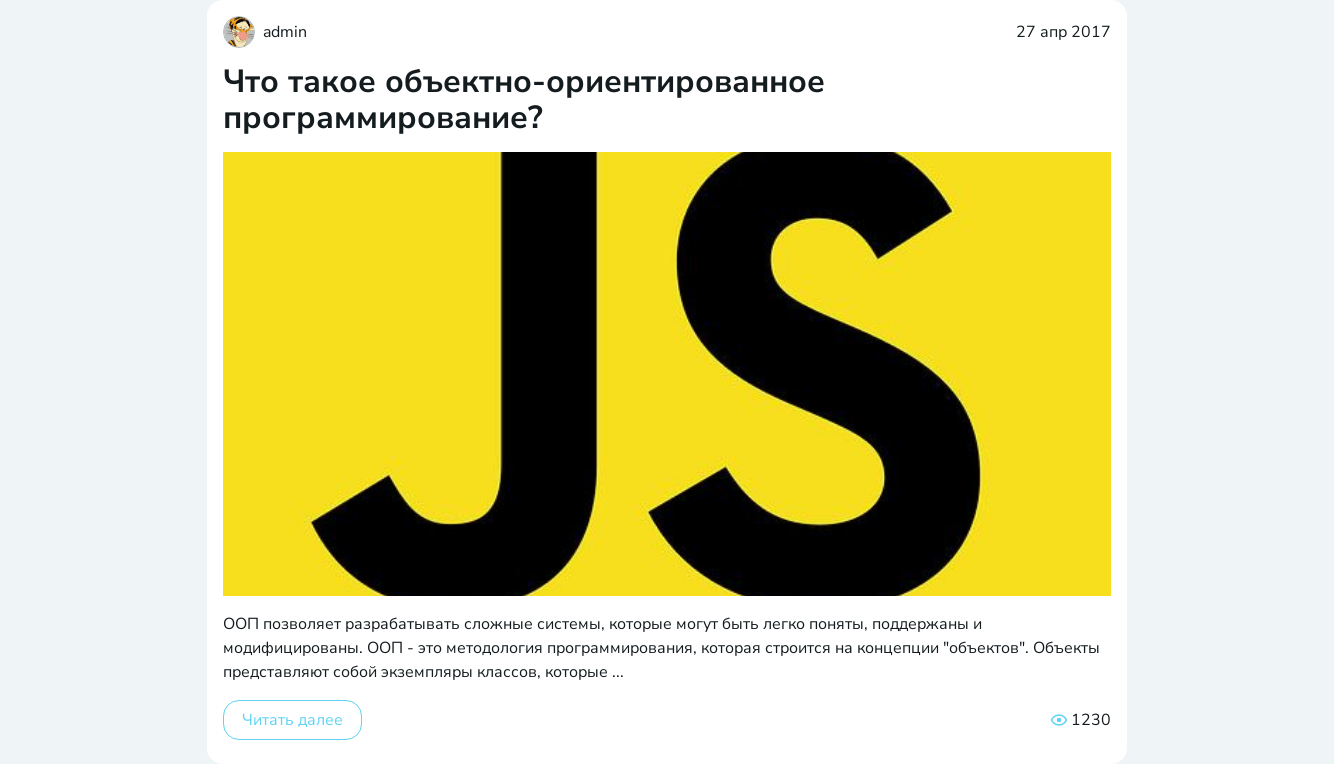 admin
27 апр 2017
Что такое объектно-ориентированное
программирование?
JS
ООП позволяет разрабатывать сложные системы, которые могут быть легко поняты, поддержаны и
модифицированы. ООП - это методология программирования, которая строится на концепции "объектов". Объекты
представляют собой экземпляры классов, которые ...
Читать далее
1230